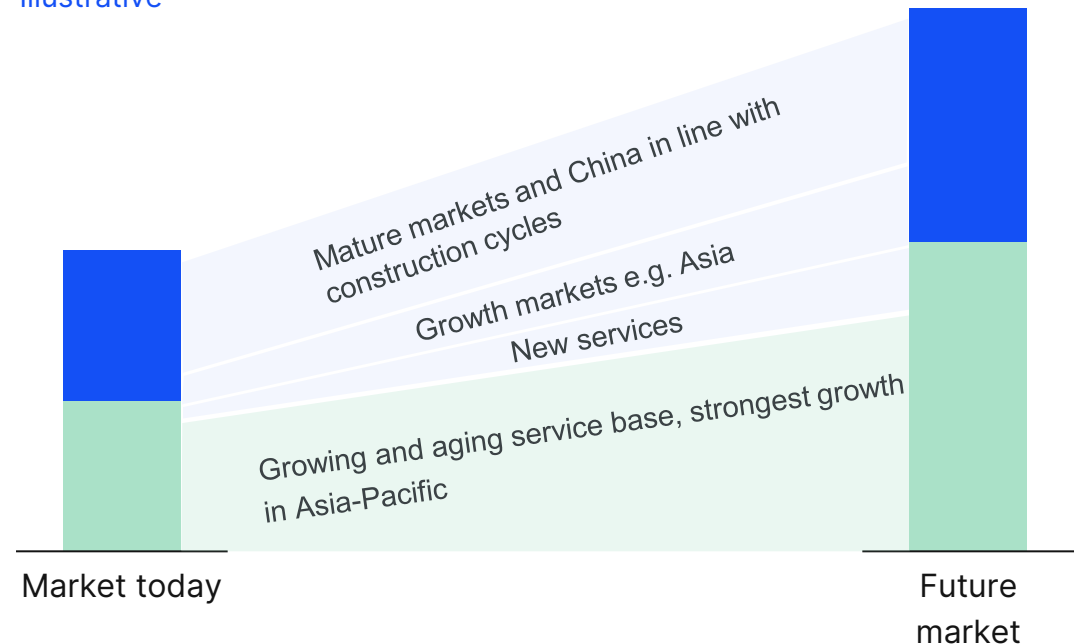 illustrative
Mature markets and China in line with
construction cycles
Growth markets e.g. Asia
New services
Growing and aging service base, strongest growth
in Asia-Pacific
Market today
Future
market